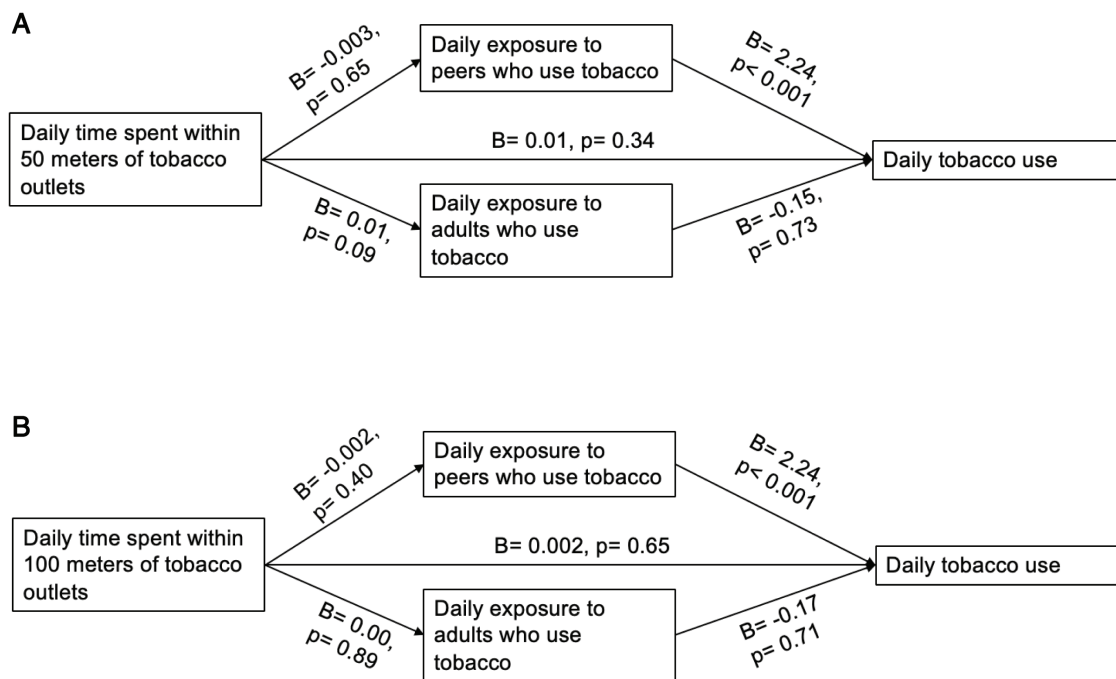 A
B= -0.003,
p= 0.65
Daily exposure to
peers who use tobacco
B= 2.24,
p< 0.001
Daily time spent within
50 meters of tobacco
outlets
B= 0.01, p= 0.34
Daily tobacco use
B= 0.01,
p= 0.09
Daily exposure to
adults who use
tobacco
B= -0.15,
p= 0.73
B
B= -0.002,
p= 0.40
Daily exposure to
peers who use tobacco
B= 2.24,
p< 0.001
Daily time spent within
100 meters of tobacco
outlets
B= 0.002, p= 0.65
Daily tobacco use
B= 0.00,
p= 0.89
Daily exposure to
adults who use
tobacco
B= -0.17
p= 0.71